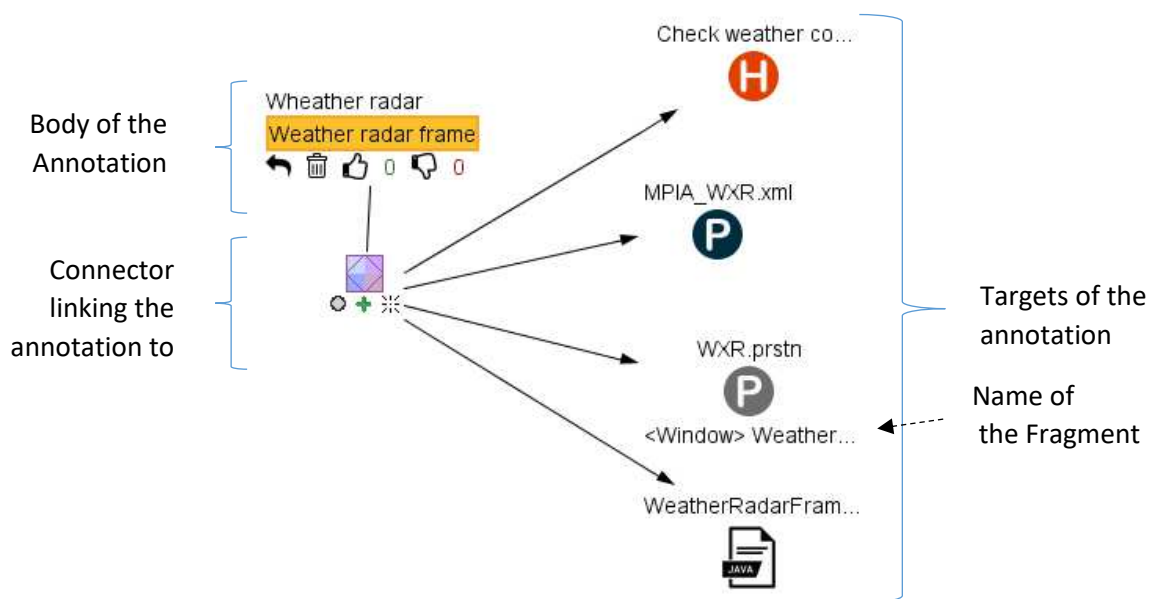 Check weather co...
H
Wheather radar
Weather radar frame
0 0
Body of the
Annotation
MPIA_WXR.xml
P
Connector
linking the
annotation to
Targets of the
annotation
WXR.prstn
P
<Window> Weather...
Name of
the Fragment
WeatherRadarFram...
JAVA